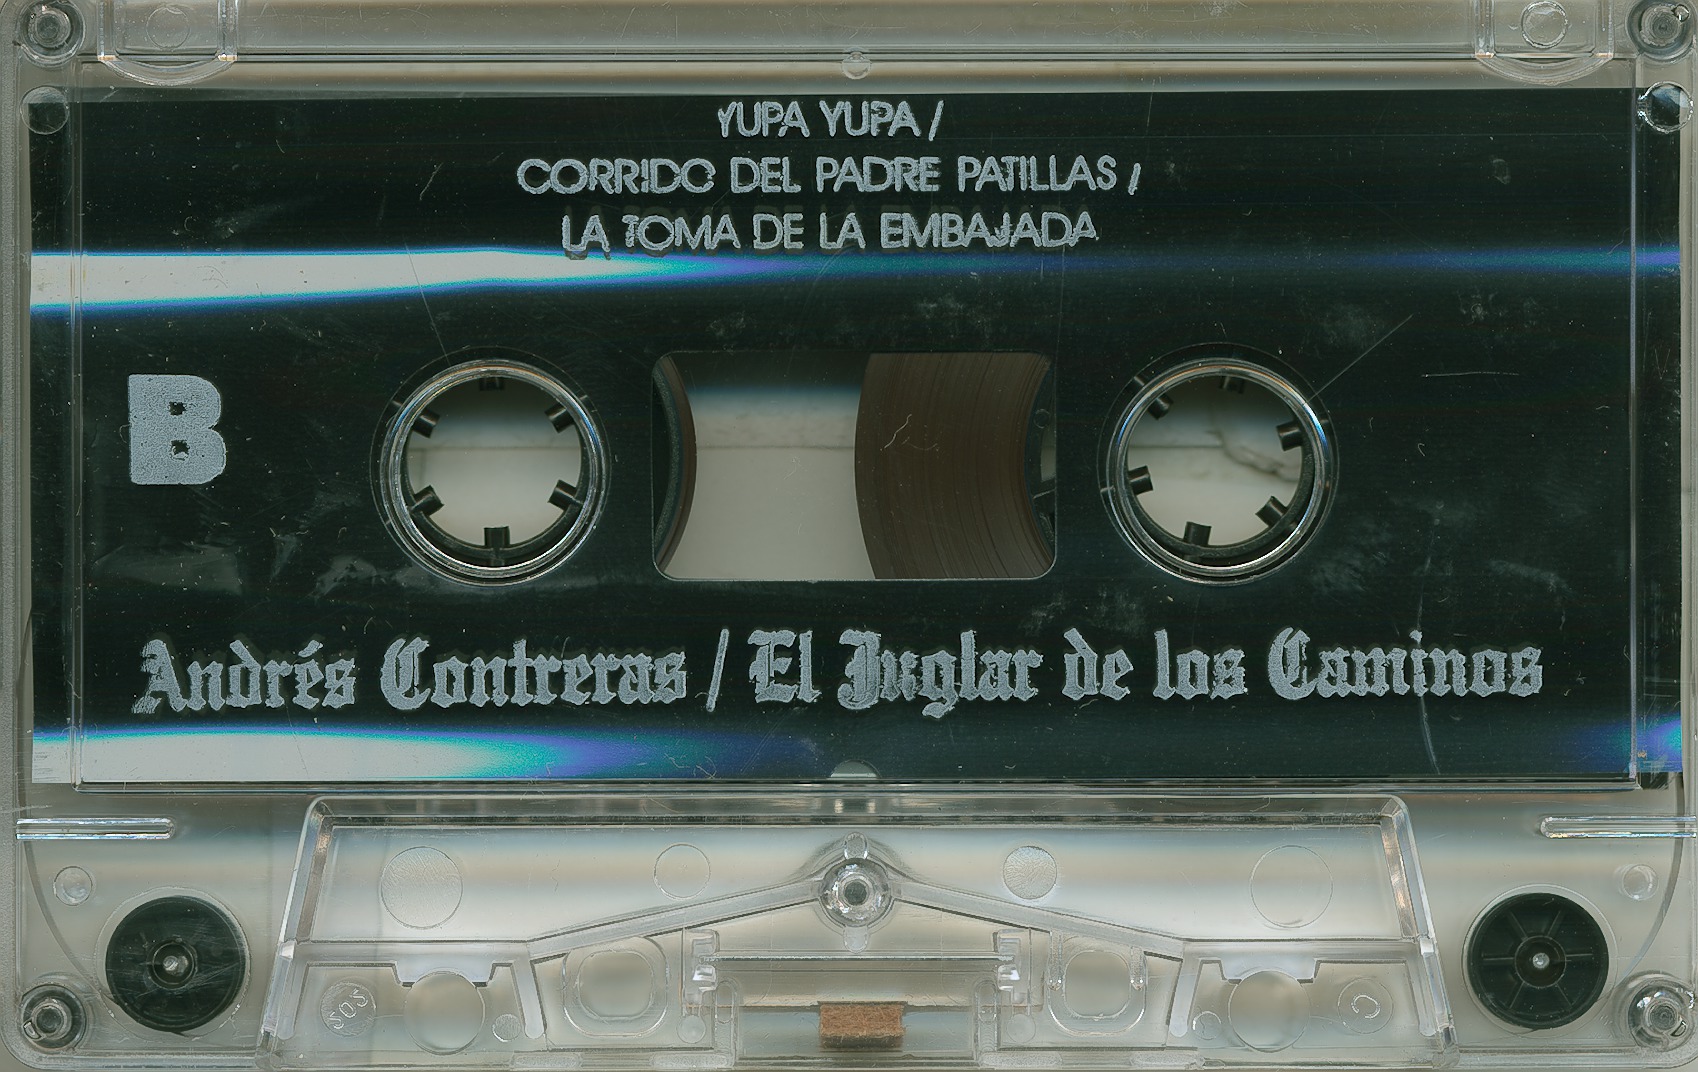 YUPA YUPA /
CORRIDO DEL PADRE PATILLAS /
LA TOMA DE LA EMBAJADA
B
Andrés Contreras / El Juglar de los Caminos